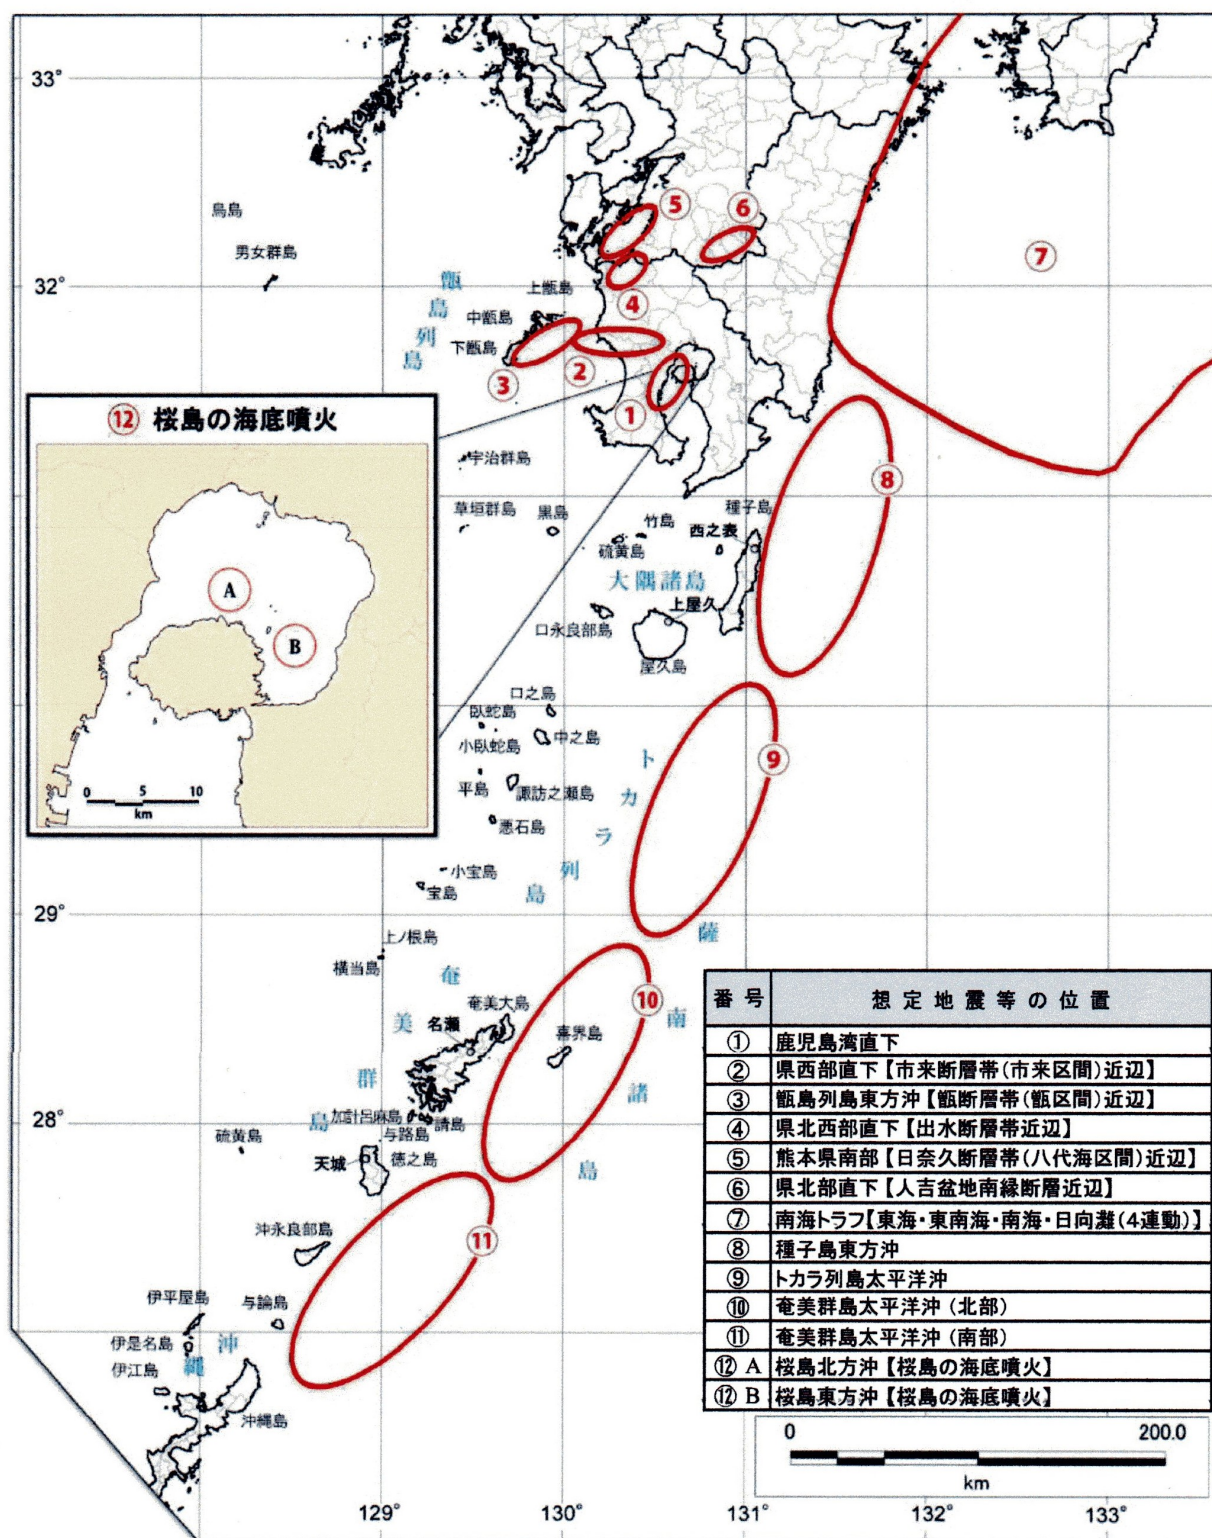 33°
32°
29°
28°
129°
130°
131°
132°
133°
鳥島
男女群島
甑島列島
上甑島
中甑島
下甑島
⑤
⑥
⑦
④
③
②
①
⑫ 桜島の海底噴火
A
B
0 5 10
km
宇治群島
草垣群島
黒島
竹島
硫黄島
種子島
西之表
大隅諸島
上屋久
口永良部島
屋久島
⑧
口之島
臥蛇島
小臥蛇島
中之島
平島
諏訪之瀬島
悪石島
トカラ列島
⑨
小宝島
宝島
上ノ根島
横当島
薩南諸島
奄美群島
奄美大島
名瀬
喜界島
⑩
加計呂麻島
請島
与路島
硫黄島
天城
徳之島
沖永良部島
⑪
伊平屋島
与論島
伊是名島
伊江島
沖縄
沖縄島
番号 想定地震等の位置
① 鹿児島湾直下
② 県西部直下【市来断層帯(市来区間)近辺】
③ 甑島列島東方沖【甑断層帯(甑区間)近辺】
④ 県北西部直下【出水断層帯近辺】
⑤ 熊本県南部【日奈久断層帯(八代海区間)近辺】
⑥ 県北部直下【人吉盆地南縁断層近辺】
⑦ 南海トラフ【東海・東南海・南海・日向灘(4連動)】
⑧ 種子島東方沖
⑨ トカラ列島太平洋沖
⑩ 奄美群島太平洋沖(北部)
⑪ 奄美群島太平洋沖(南部)
⑫ A 桜島北方沖【桜島の海底噴火】
⑫ B 桜島東方沖【桜島の海底噴火】
0 200.0
km